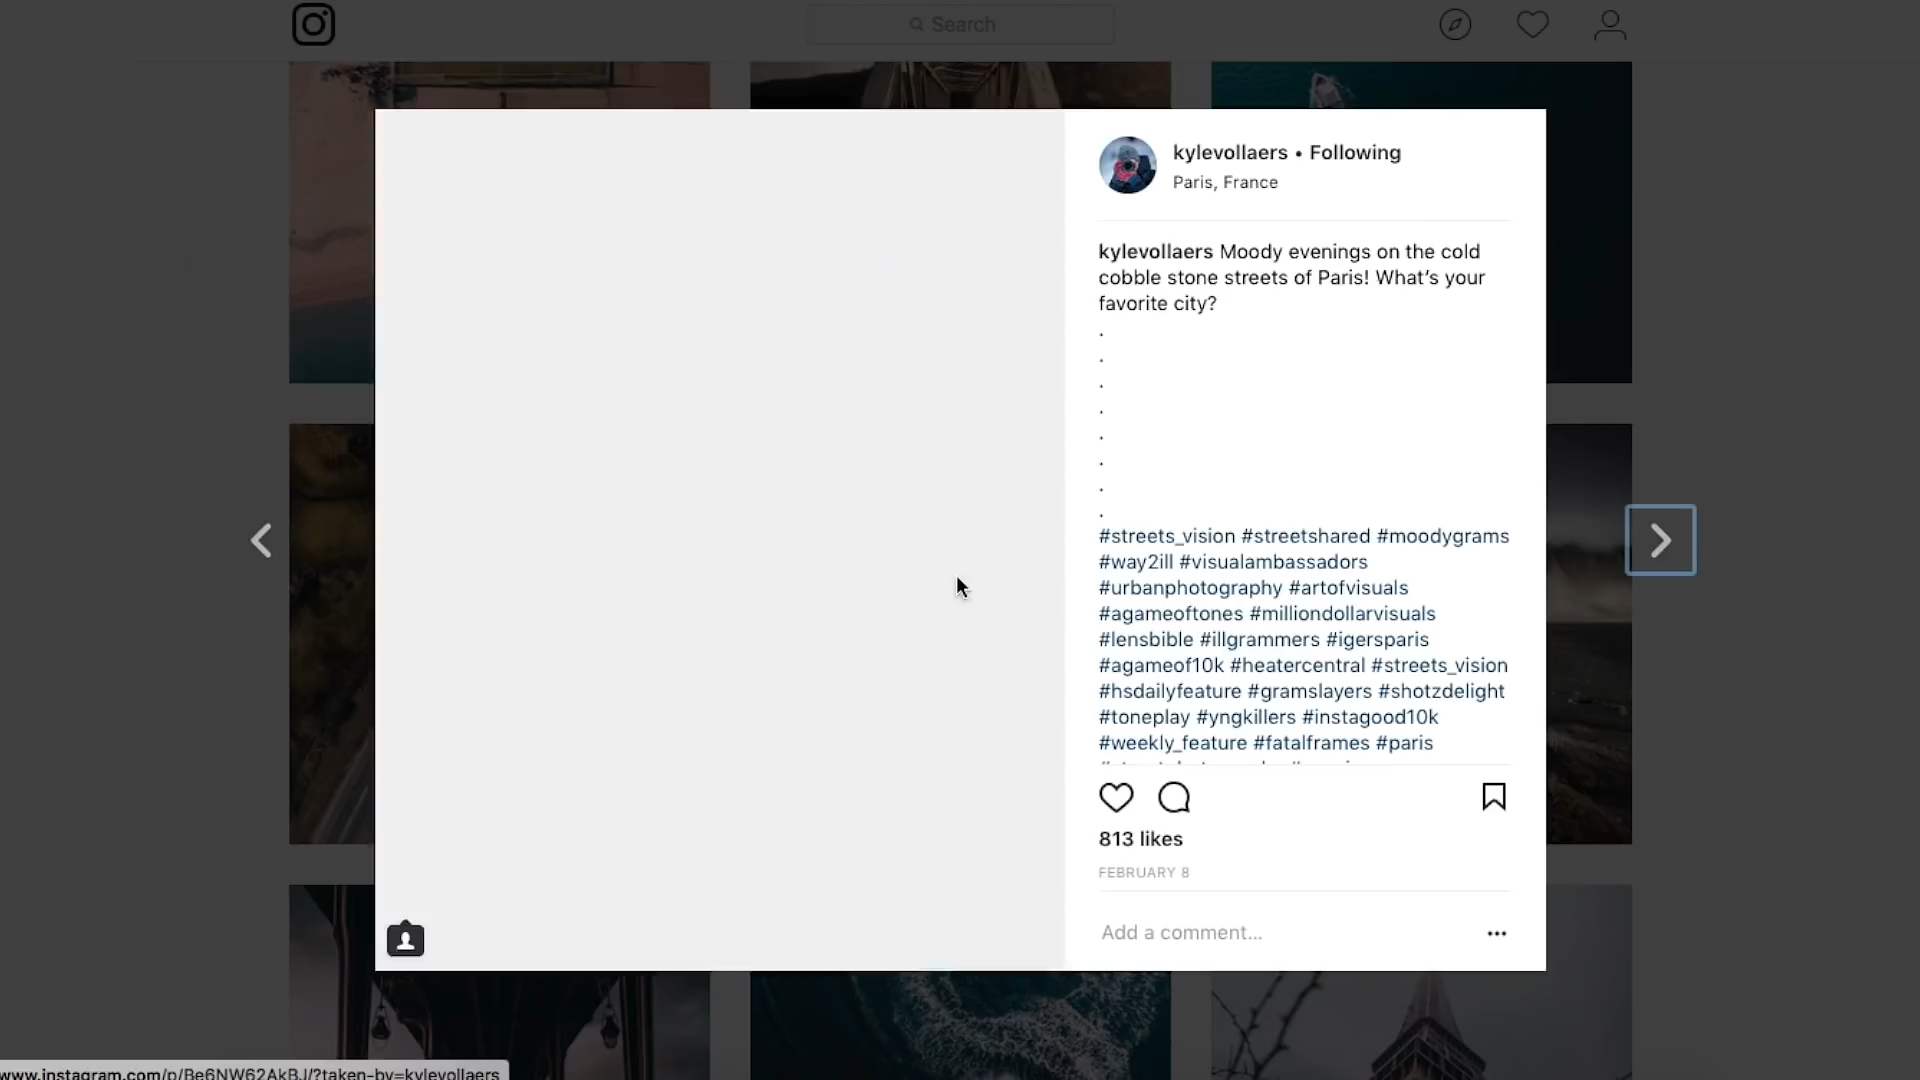 Search
kylevollaers • Following
Paris, France
kylevollaers Moody evenings on the cold
cobble stone streets of Paris! What's your
favorite city?
.
.
.
.
.
.
.
.
#streets_vision #streetshared #moodygrams
#way2ill #visualambassadors
#urbanphotography #artofvisuals
#agameoftones #milliondollarvisuals
#lensbible #illgrammers #igersparis
#agameof10k #heatercentral #streets_vision
#hsdailyfeature #gramslayers #shotzdelight
#toneplay #yngkillers #instagood10k
#weekly_feature #fatalframes #paris
813 likes
FEBRUARY 8
Add a comment...
www.instagram.com/p/Be6NW62AkBJ/?taken-by=kylevollaers